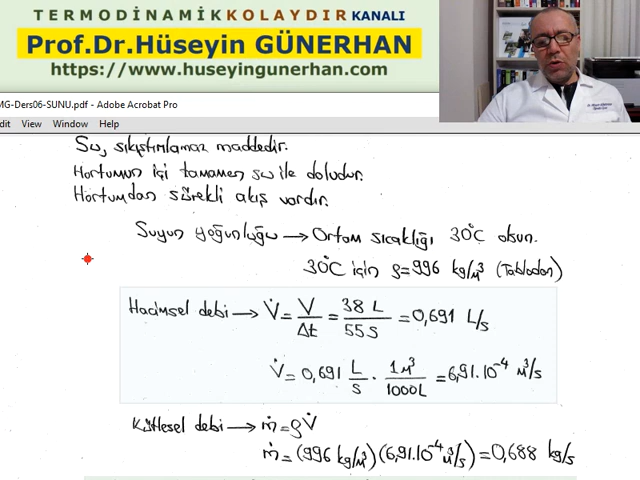 TERMODİNAMİKKOLAYDIR KANALI
Prof.Dr.Hüseyin GÜNERHAN
https://www.huseyingunerhan.com
MG-Ders06-SUNU.pdf - Adobe Acrobat Pro
dit View Window Help
Su, sıkıştırılamaz maddedir.
Hortumun içi tamamen su ile doludur.
Hortumdan sürekli akış vardır.
Suyun yoğunluğu → Ortam sıcaklığı 30°C olsun.
30°C için ρ=996 kg/m³ (Tablodan)
Hacimsel debi → V̇ = V/Δt = 38 L/55 s = 0,691 L/s
V̇ = 0,691 L/s · 1m³/1000L = 6,91.10⁻⁴ m³/s
Kütlesel debi → ṁ = ρV̇
ṁ = (996 kg/m³)(6,91.10⁻⁴ m³/s) = 0,688 kg/s